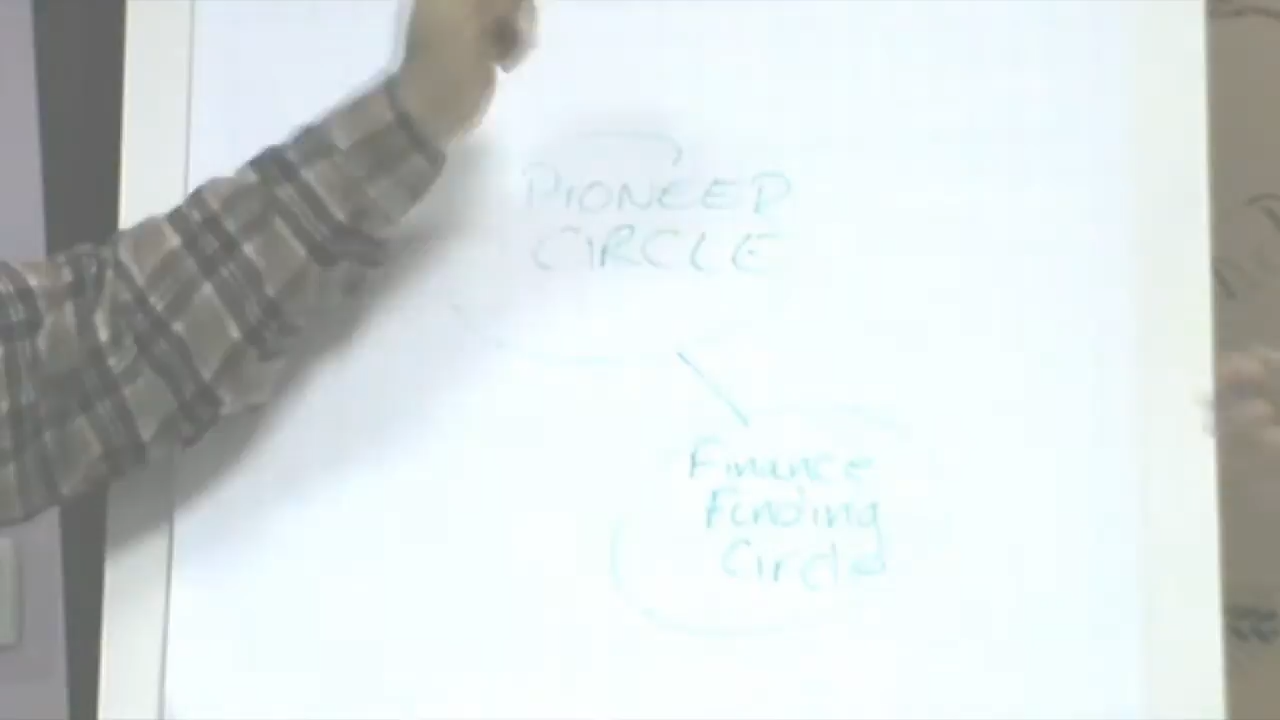 PIONEER
CIRCLE
Finance
Funding
Circle